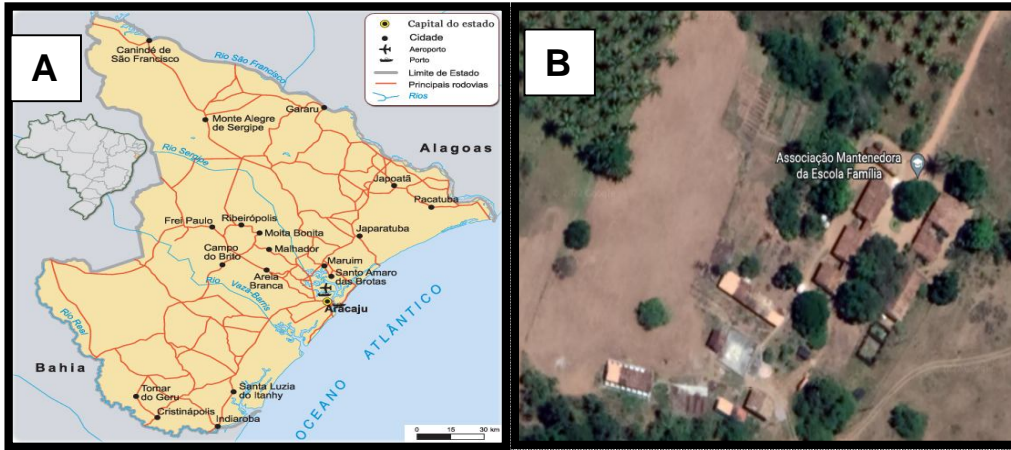 A
Capital do estado
Cidade
Aeroporto
Porto
Limite de Estado
Principais rodovias
Rios
Canindé de
São Francisco
Rio São Francisco
Gararu
Monte Alegre
de Sergipe
Alagoas
Rio Sergipe
Japoatã
Pacatuba
Frei Paulo
Ribeirópolis
Moita Bonita
Japaratuba
Campo
do Brito
Malhador
Maruim
Santo Amaro
das Brotas
Areia
Branca
Rio
Vaza-Barris
Aracaju
Rio Real
Bahia
OCEANO ATLÂNTICO
Tomar
do Geru
Santa Luzia
do Itanhy
Cristinápolis
Indiaroba
0 15 30 km
B
Associação Mantenedora
da Escola Família